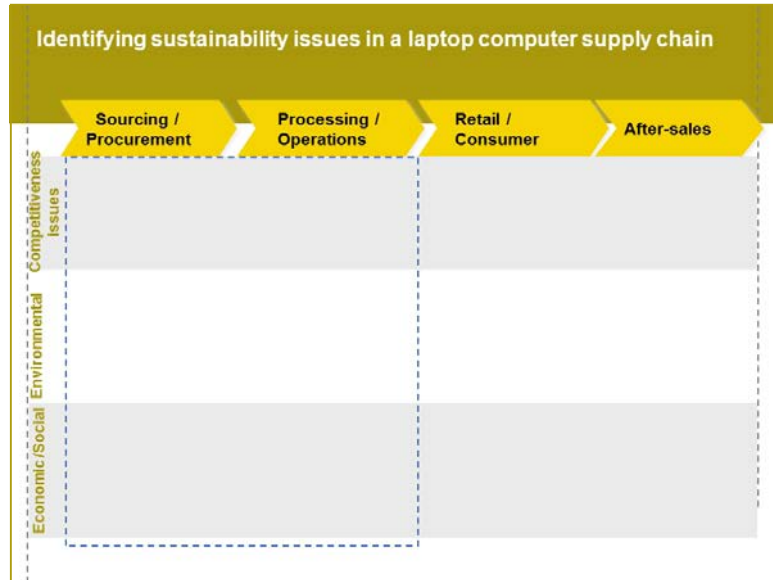 Identifying sustainability issues in a laptop computer supply chain
Sourcing /
Procurement
Processing /
Operations
Retail /
Consumer
After-sales
Competitiveness
Issues
Environmental
Economic/Social